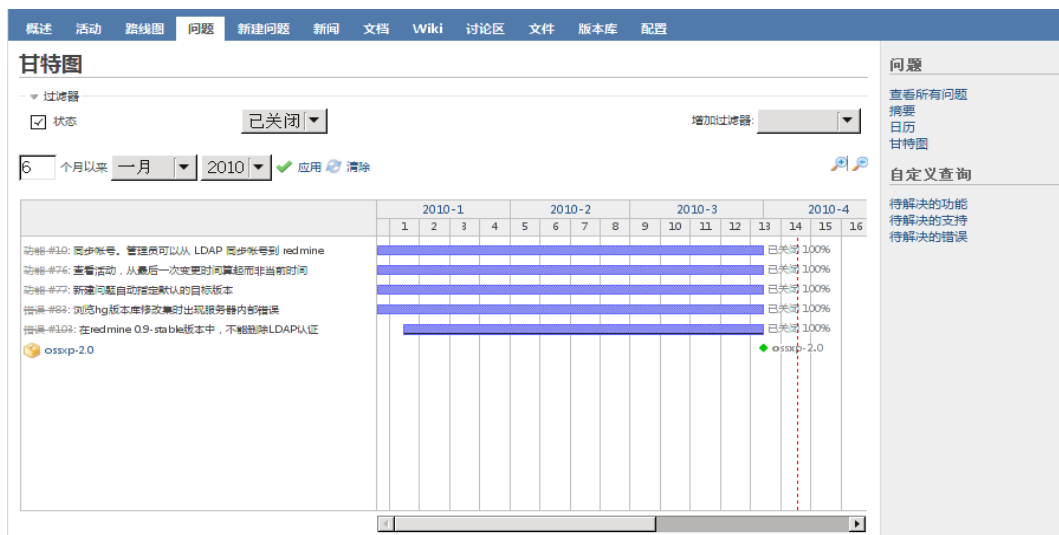 概述 活动 路线图 问题 新建问题 新闻 文档 Wiki 讨论区 文件 版本库 配置
甘特图
过滤器
状态 已关闭 增加过滤器:
6 个月以来 一月 2010 应用 清除
2010-1 2010-2 2010-3 2010-4
1 2 3 4 5 6 7 8 9 10 11 12 13 14 15 16
功能 #10: 同步帐号。管理员可以从 LDAP 同步帐号到 redmine 已关闭 100%
功能 #76: 查看活动，从最后一次变更时间算起而非当前时间 已关闭 100%
功能 #77: 新建问题自动指定默认的目标版本 已关闭 100%
错误 #83: 浏览hg版本库修改集时出现服务器内部错误 已关闭 100%
错误 #103: 在redmine 0.9-stable版本中，不能删除LDAP认证 已关闭 100%
ossxp-2.0 ossxp-2.0
问题
查看所有问题
摘要
日历
甘特图
自定义查询
待解决的功能
待解决的支持
待解决的错误